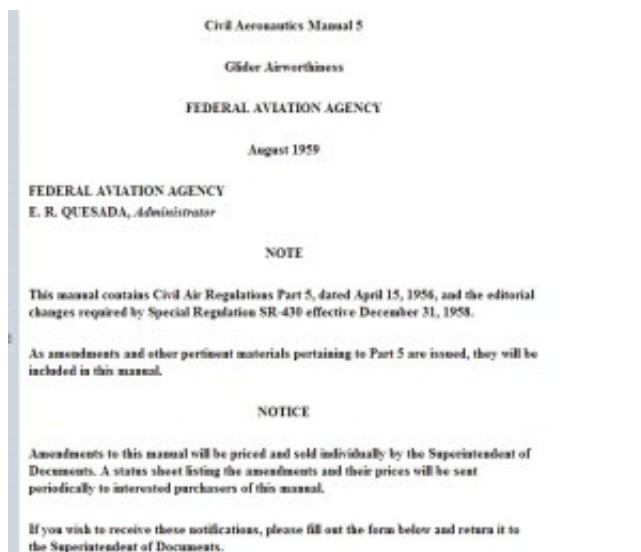 Civil Aeronautics Manual 5
Glider Airworthiness
FEDERAL AVIATION AGENCY
August 1959
FEDERAL AVIATION AGENCY
E. R. QUESADA, Administrator
NOTE
This manual contains Civil Air Regulations Part 5, dated April 15, 1956, and the editorial
changes required by Special Regulation SR-430 effective December 31, 1958.
As amendments and other pertinent materials pertaining to Part 5 are issued, they will be
included in this manual.
NOTICE
Amendments to this manual will be priced and sold individually by the Superintendent of
Documents. A status sheet listing the amendments and their prices will be sent
periodically to interested purchasers of this manual.
If you wish to receive these notifications, please fill out the form below and return it to
the Superintendent of Documents.